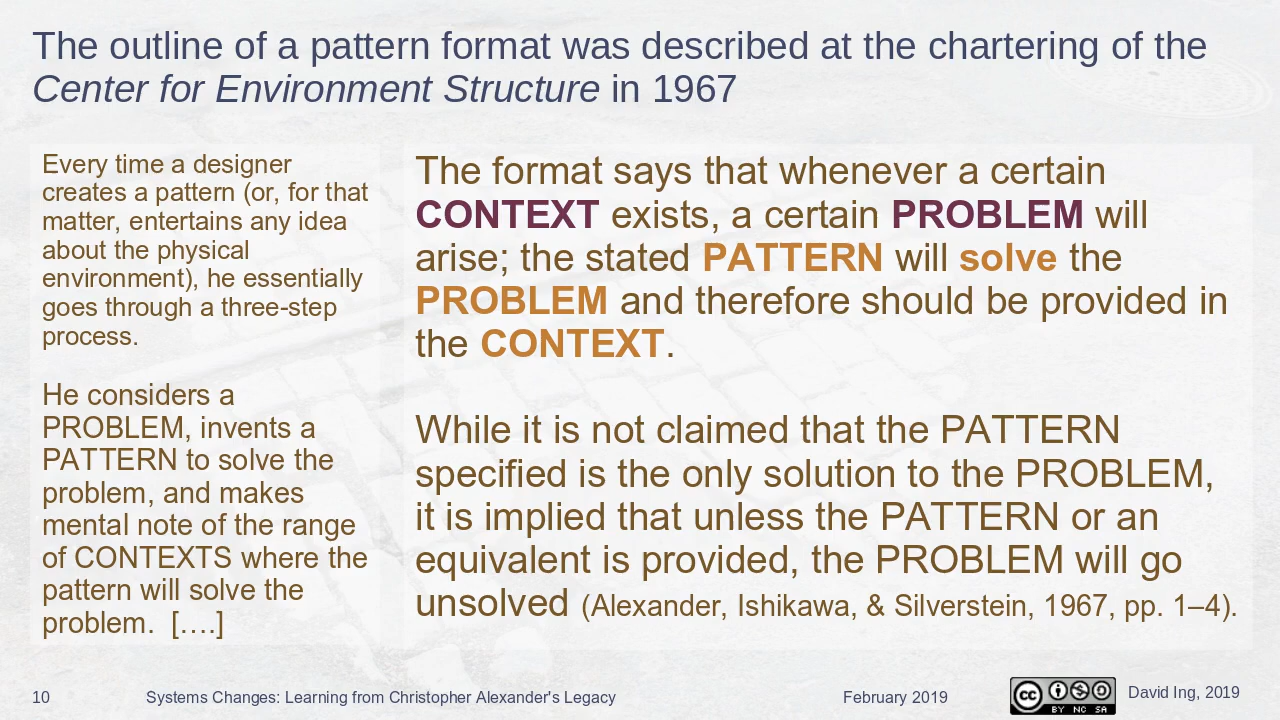 The outline of a pattern format was described at the chartering of the
Center for Environment Structure in 1967
Every time a designer
creates a pattern (or, for that
matter, entertains any idea
about the physical
environment), he essentially
goes through a three-step
process.
He considers a
PROBLEM, invents a
PATTERN to solve the
problem, and makes
mental note of the range
of CONTEXTS where the
pattern will solve the
problem.  [….]
The format says that whenever a certain
CONTEXT exists, a certain PROBLEM will
arise; the stated PATTERN will solve the
PROBLEM and therefore should be provided in
the CONTEXT.
While it is not claimed that the PATTERN
specified is the only solution to the PROBLEM,
it is implied that unless the PATTERN or an
equivalent is provided, the PROBLEM will go
unsolved (Alexander, Ishikawa, & Silverstein, 1967, pp. 1–4).
10
Systems Changes: Learning from Christopher Alexander's Legacy
February 2019
cc
BY NC SA
David Ing, 2019